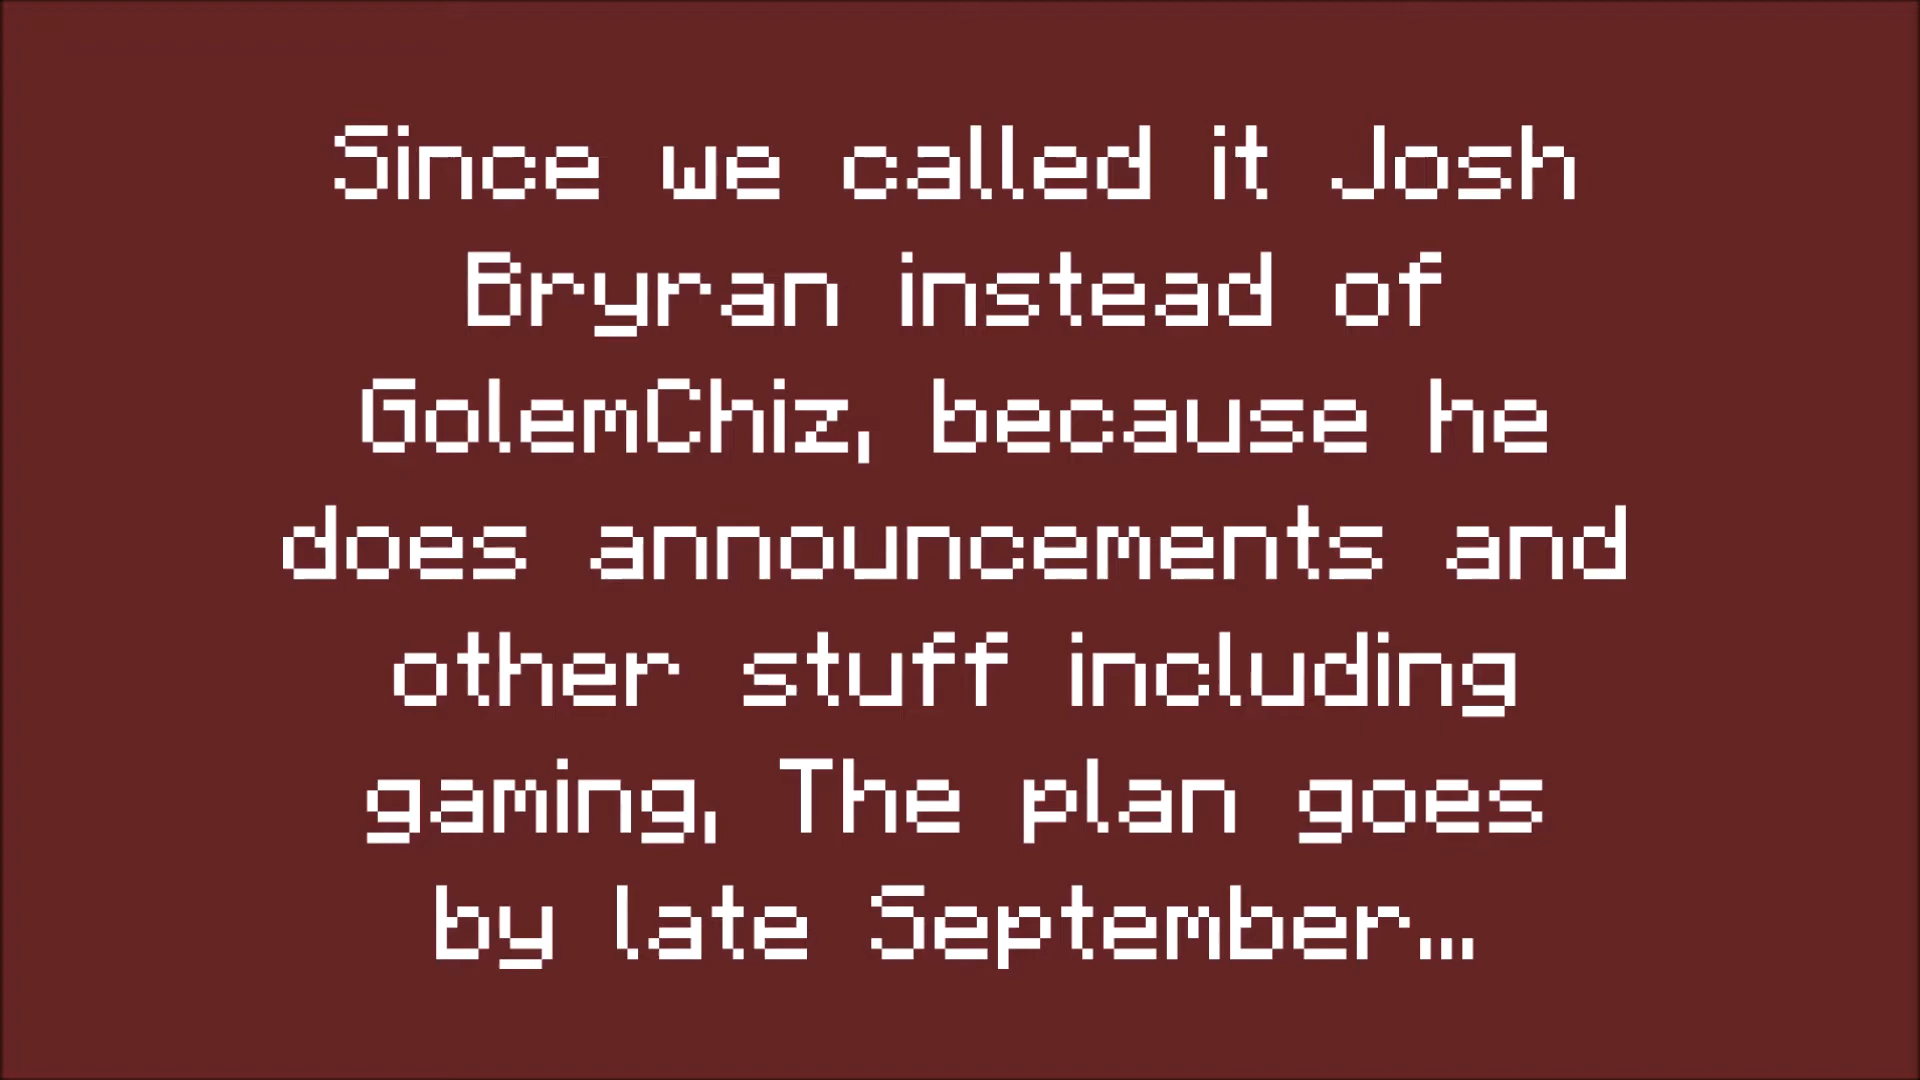 Since we called it Josh
Bryran instead of
GolemChiz, because he
does announcements and
other stuff including
gaming, The plan goes
by late September...